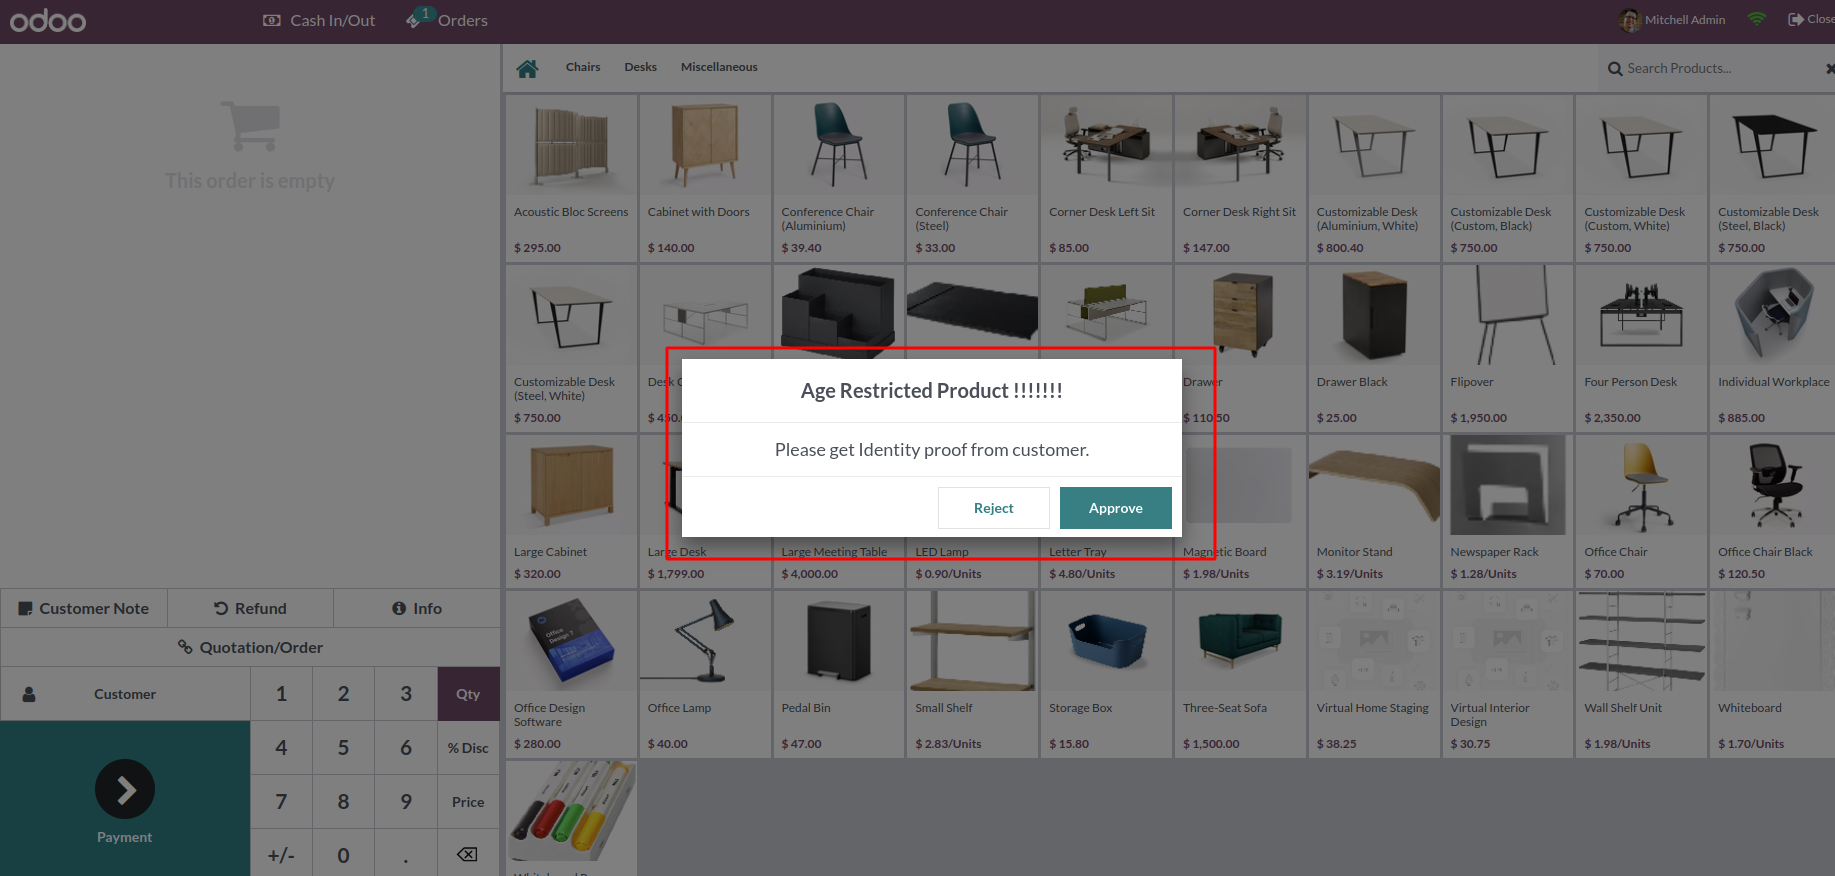 odoo
Cash In/Out
1
Orders
Mitchell Admin
Close
This order is empty
Chairs
Desks
Miscellaneous
Search Products...
Acoustic Bloc Screens
$ 295.00
Cabinet with Doors
$ 140.00
Conference Chair
(Aluminium)
$ 39.40
Conference Chair
(Steel)
$ 33.00
Corner Desk Left Sit
$ 85.00
Corner Desk Right Sit
$ 147.00
Customizable Desk
(Aluminium, White)
$ 800.40
Customizable Desk
(Custom, Black)
$ 750.00
Customizable Desk
(Custom, White)
$ 750.00
Customizable Desk
(Steel, Black)
$ 750.00
Customizable Desk
(Steel, White)
$ 750.00
Desk
Drawer
$ 110.50
Drawer Black
$ 25.00
Flipover
$ 1,950.00
Four Person Desk
$ 2,350.00
Individual Workplace
$ 885.00
Age Restricted Product !!!!!!!
Please get Identity proof from customer.
Reject
Approve
Large Cabinet
$ 320.00
Large Desk
$ 1,799.00
Large Meeting Table
$ 4,000.00
LED Lamp
$ 0.90/Units
Letter Tray
$ 4.80/Units
Magnetic Board
$ 1.98/Units
Monitor Stand
$ 3.19/Units
Newspaper Rack
$ 1.28/Units
Office Chair
$ 70.00
Office Chair Black
$ 120.50
Office
Design 7
Office Design
Software
$ 280.00
Office Lamp
$ 40.00
Pedal Bin
$ 47.00
Small Shelf
$ 2.83/Units
Storage Box
$ 15.80
Three-Seat Sofa
$ 1,500.00
Virtual Home Staging
$ 38.25
Virtual Interior
Design
$ 30.75
Wall Shelf Unit
$ 1.98/Units
Whiteboard
$ 1.70/Units
Customer Note
Refund
Info
Quotation/Order
Customer
1
2
3
Qty
4
5
6
% Disc
7
8
9
Price
Payment
+/-
0
.